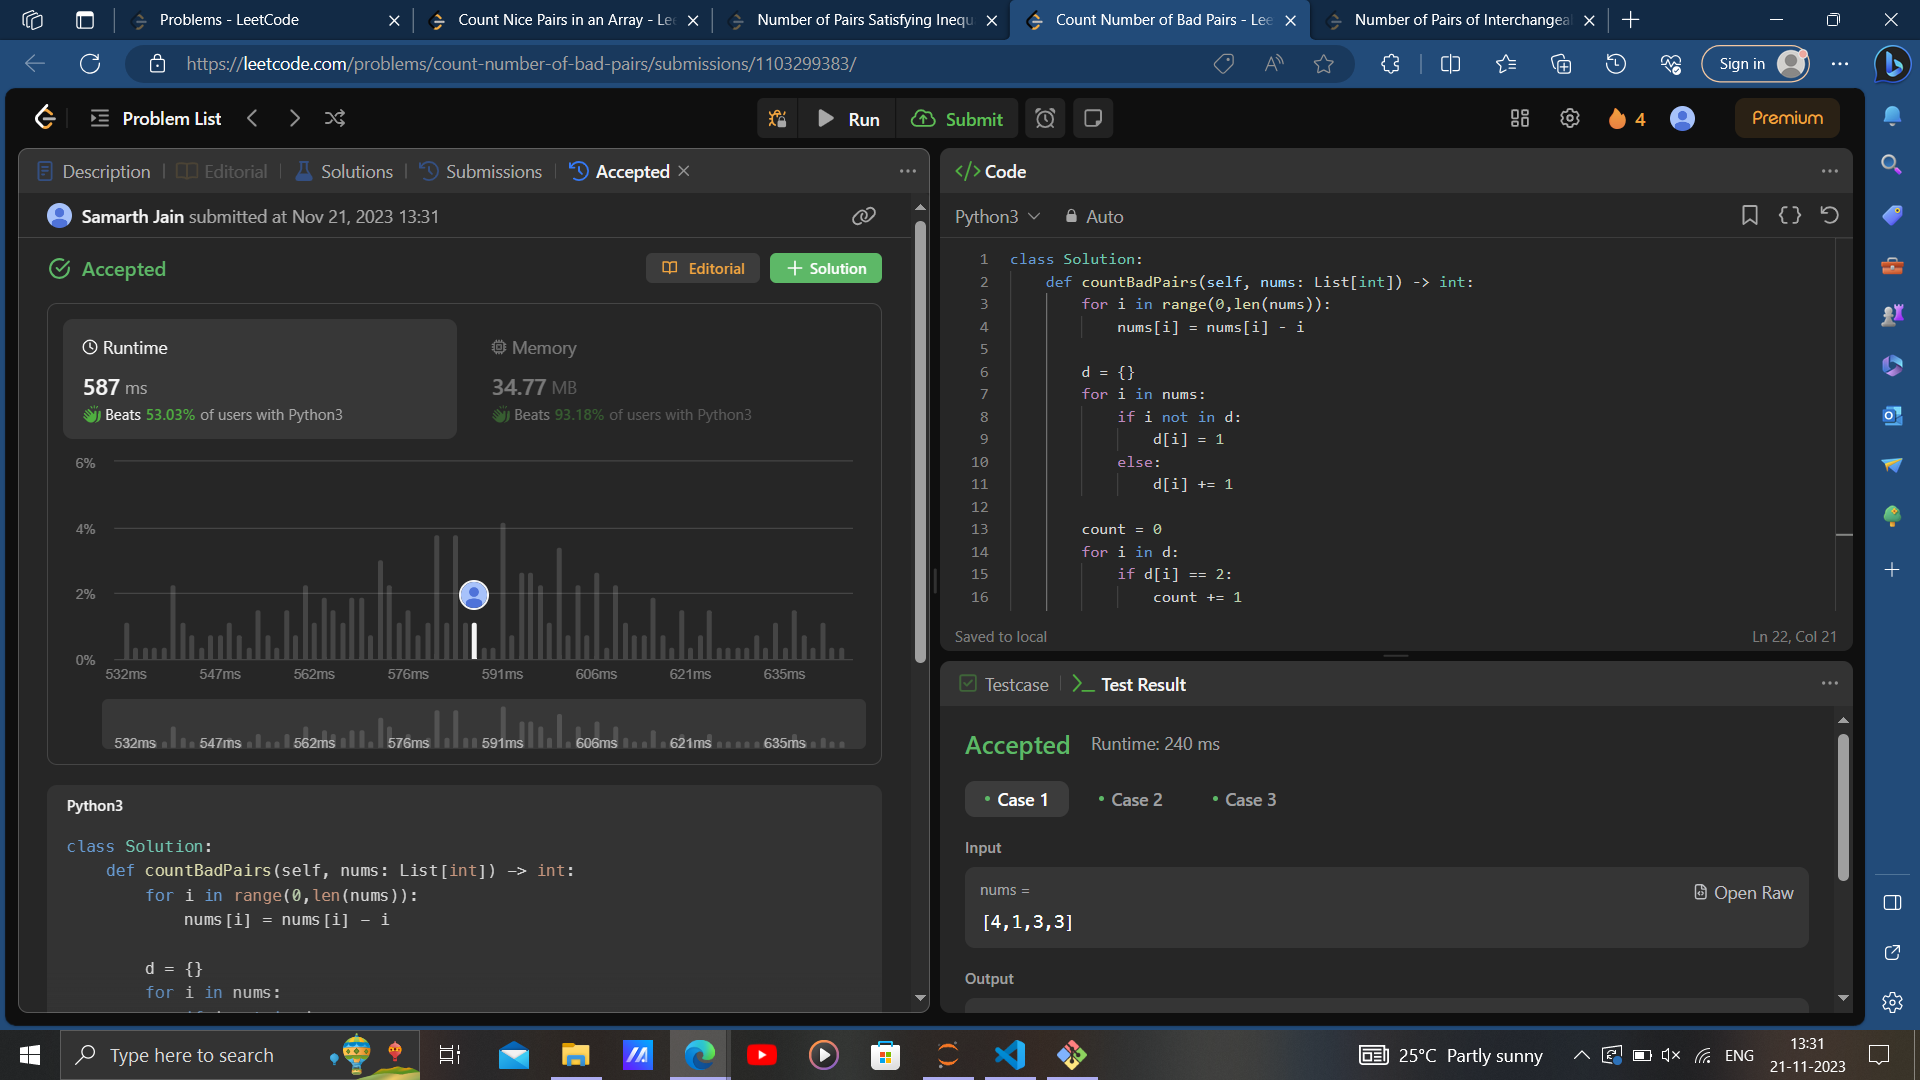 Problems - LeetCode
Count Nice Pairs in an Array - Le
Number of Pairs Satisfying Inequ
Count Number of Bad Pairs - Lee
Number of Pairs of Interchangeal
https://leetcode.com/problems/count-number-of-bad-pairs/submissions/1103299383/
Sign in
Problem List
Run
Submit
4
Premium
Description
Editorial
Solutions
Submissions
Accepted
Samarth Jain submitted at Nov 21, 2023 13:31
Accepted
Editorial
Solution
Runtime
587 ms
Beats 53.03% of users with Python3
Memory
34.77 MB
Beats 93.18% of users with Python3
6%
4%
2%
0%
532ms 547ms 562ms 576ms 591ms 606ms 621ms 635ms
532ms 547ms 562ms 576ms 591ms 606ms 621ms 635ms
Python3
class Solution:
def countBadPairs(self, nums: List[int]) -> int:
for i in range(0,len(nums)):
nums[i] = nums[i] - i
d = {}
for i in nums:
</> Code
Python3
Auto
1 class Solution:
2 def countBadPairs(self, nums: List[int]) -> int:
3 for i in range(0,len(nums)):
4 nums[i] = nums[i] - i
5
6 d = {}
7 for i in nums:
8 if i not in d:
9 d[i] = 1
10 else:
11 d[i] += 1
12
13 count = 0
14 for i in d:
15 if d[i] == 2:
16 count += 1
Saved to local
Ln 22, Col 21
Testcase
Test Result
Accepted
Runtime: 240 ms
Case 1
Case 2
Case 3
Input
nums =
[4,1,3,3]
Open Raw
Output
Type here to search
25°C Partly sunny
ENG
13:31
21-11-2023